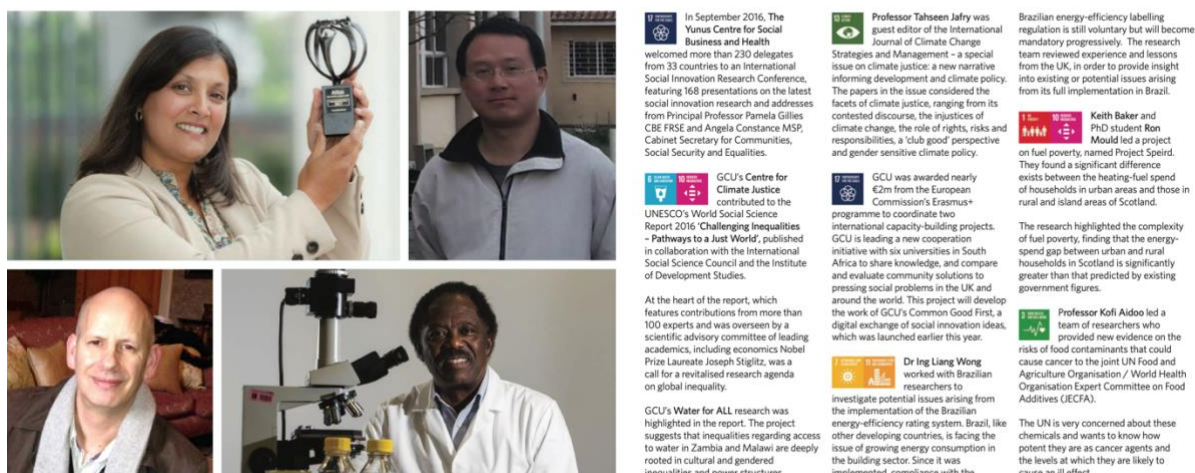 In September 2016, The
Yunus Centre for Social
Business and Health
welcomed more than 230 delegates
from 33 countries to an International
Social Innovation Research Conference,
featuring 168 presentations on the latest
social innovation research and addresses
from Principal Professor Pamela Gillies
CBE FRSE and Angela Constance MSP,
Cabinet Secretary for Communities,
Social Security and Equalities.
GCU's Centre for
Climate Justice
contributed to the
UNESCO's World Social Science
Report 2016 'Challenging Inequalities
– Pathways to a Just World', published
in collaboration with the International
Social Science Council and the Institute
of Development Studies.
At the heart of the report, which
features contributions from more than
100 experts and was overseen by a
scientific advisory committee of leading
academics, including economics Nobel
Prize Laureate Joseph Stiglitz, was a
call for a revitalised research agenda
on global inequality.
GCU's Water for ALL research was
highlighted in the report. The project
suggests that inequalities regarding access
to water in Zambia and Malawi are deeply
rooted in cultural and gendered
inequalities and power structures
Professor Tahseen Jafry was
guest editor of the International
Journal of Climate Change
Strategies and Management – a special
issue on climate justice: a new narrative
informing development and climate policy.
The papers in the issue considered the
facets of climate justice, ranging from its
contested discourse, the injustices of
climate change, the role of rights, risks and
responsibilities, a 'club good' perspective
and gender sensitive climate policy.
GCU was awarded nearly
€2m from the European
Commission's Erasmus+
programme to coordinate two
international capacity-building projects.
GCU is leading a new cooperation
initiative with six universities in South
Africa to share knowledge, and compare
and evaluate community solutions to
pressing social problems in the UK and
around the world. This project will develop
the work of GCU's Common Good First, a
digital exchange of social innovation ideas,
which was launched earlier this year.
Dr Ing Liang Wong
worked with Brazilian
researchers to
investigate potential issues arising from
the implementation of the Brazilian
energy-efficiency rating system. Brazil, like
other developing countries, is facing the
issue of growing energy consumption in
the building sector. Since it was
implemented, compliance with the
Brazilian energy-efficiency labelling
regulation is still voluntary but will become
mandatory progressively. The research
team reviewed experience and lessons
from the UK, in order to provide insight
into existing or potential issues arising
from its full implementation in Brazil.
Keith Baker and
PhD student Ron
Mould led a project
on fuel poverty, named Project Speird.
They found a significant difference
exists between the heating-fuel spend
of households in urban areas and those in
rural and island areas of Scotland.
The research highlighted the complexity
of fuel poverty, finding that the energy-
spend gap between urban and rural
households in Scotland is significantly
greater than that predicted by existing
government figures.
Professor Kofi Aidoo led a
team of researchers who
provided new evidence on the
risks of food contaminants that could
cause cancer to the joint UN Food and
Agriculture Organisation / World Health
Organisation Expert Committee on Food
Additives (JECFA).
The UN is very concerned about these
chemicals and wants to know how
potent they are as cancer agents and
the levels at which they are likely to
cause an ill effect